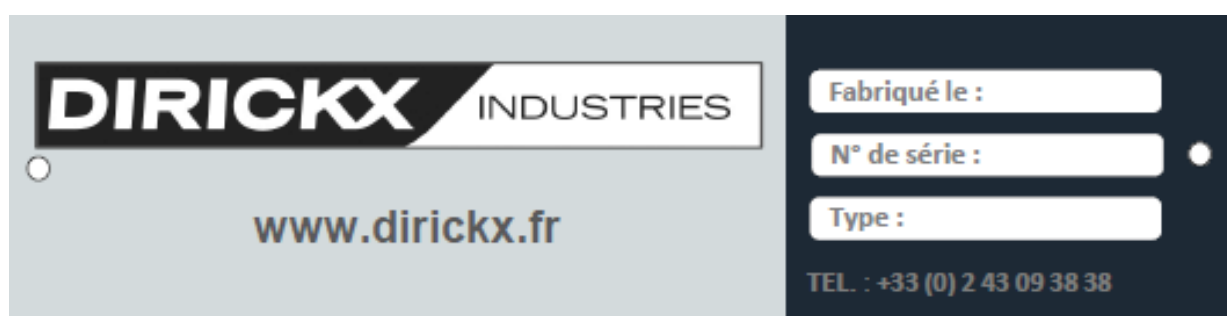 DIRICKX INDUSTRIES
www.dirickx.fr
Fabriqué le :
N° de série :
Type :
TEL. : +33 (0) 2 43 09 38 38